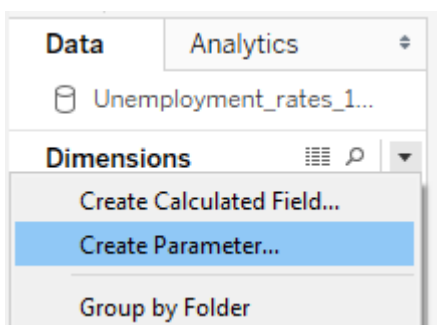 Data Analytics
Unemployment_rates_1...
Dimensions
Create Calculated Field...
Create Parameter...
Group by Folder